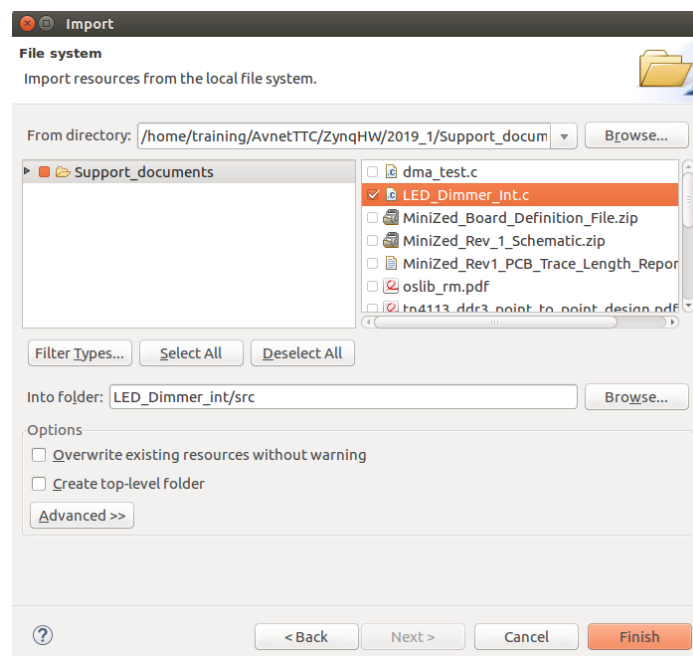 Import
File system
Import resources from the local file system.
From directory: /home/training/AvnetTTC/ZynqHW/2019_1/Support_docum Browse...
Support_documents
dma_test.c
LED_Dimmer_Int.c
MiniZed_Board_Definition_File.zip
MiniZed_Rev_1_Schematic.zip
MiniZed_Rev1_PCB_Trace_Length_Repor
oslib_rm.pdf
tn4113_ddr3_point_to_point_design.pdf
Filter Types... Select All Deselect All
Into folder: LED_Dimmer_int/src Browse...
Options
Overwrite existing resources without warning
Create top-level folder
Advanced >>
< Back Next > Cancel Finish